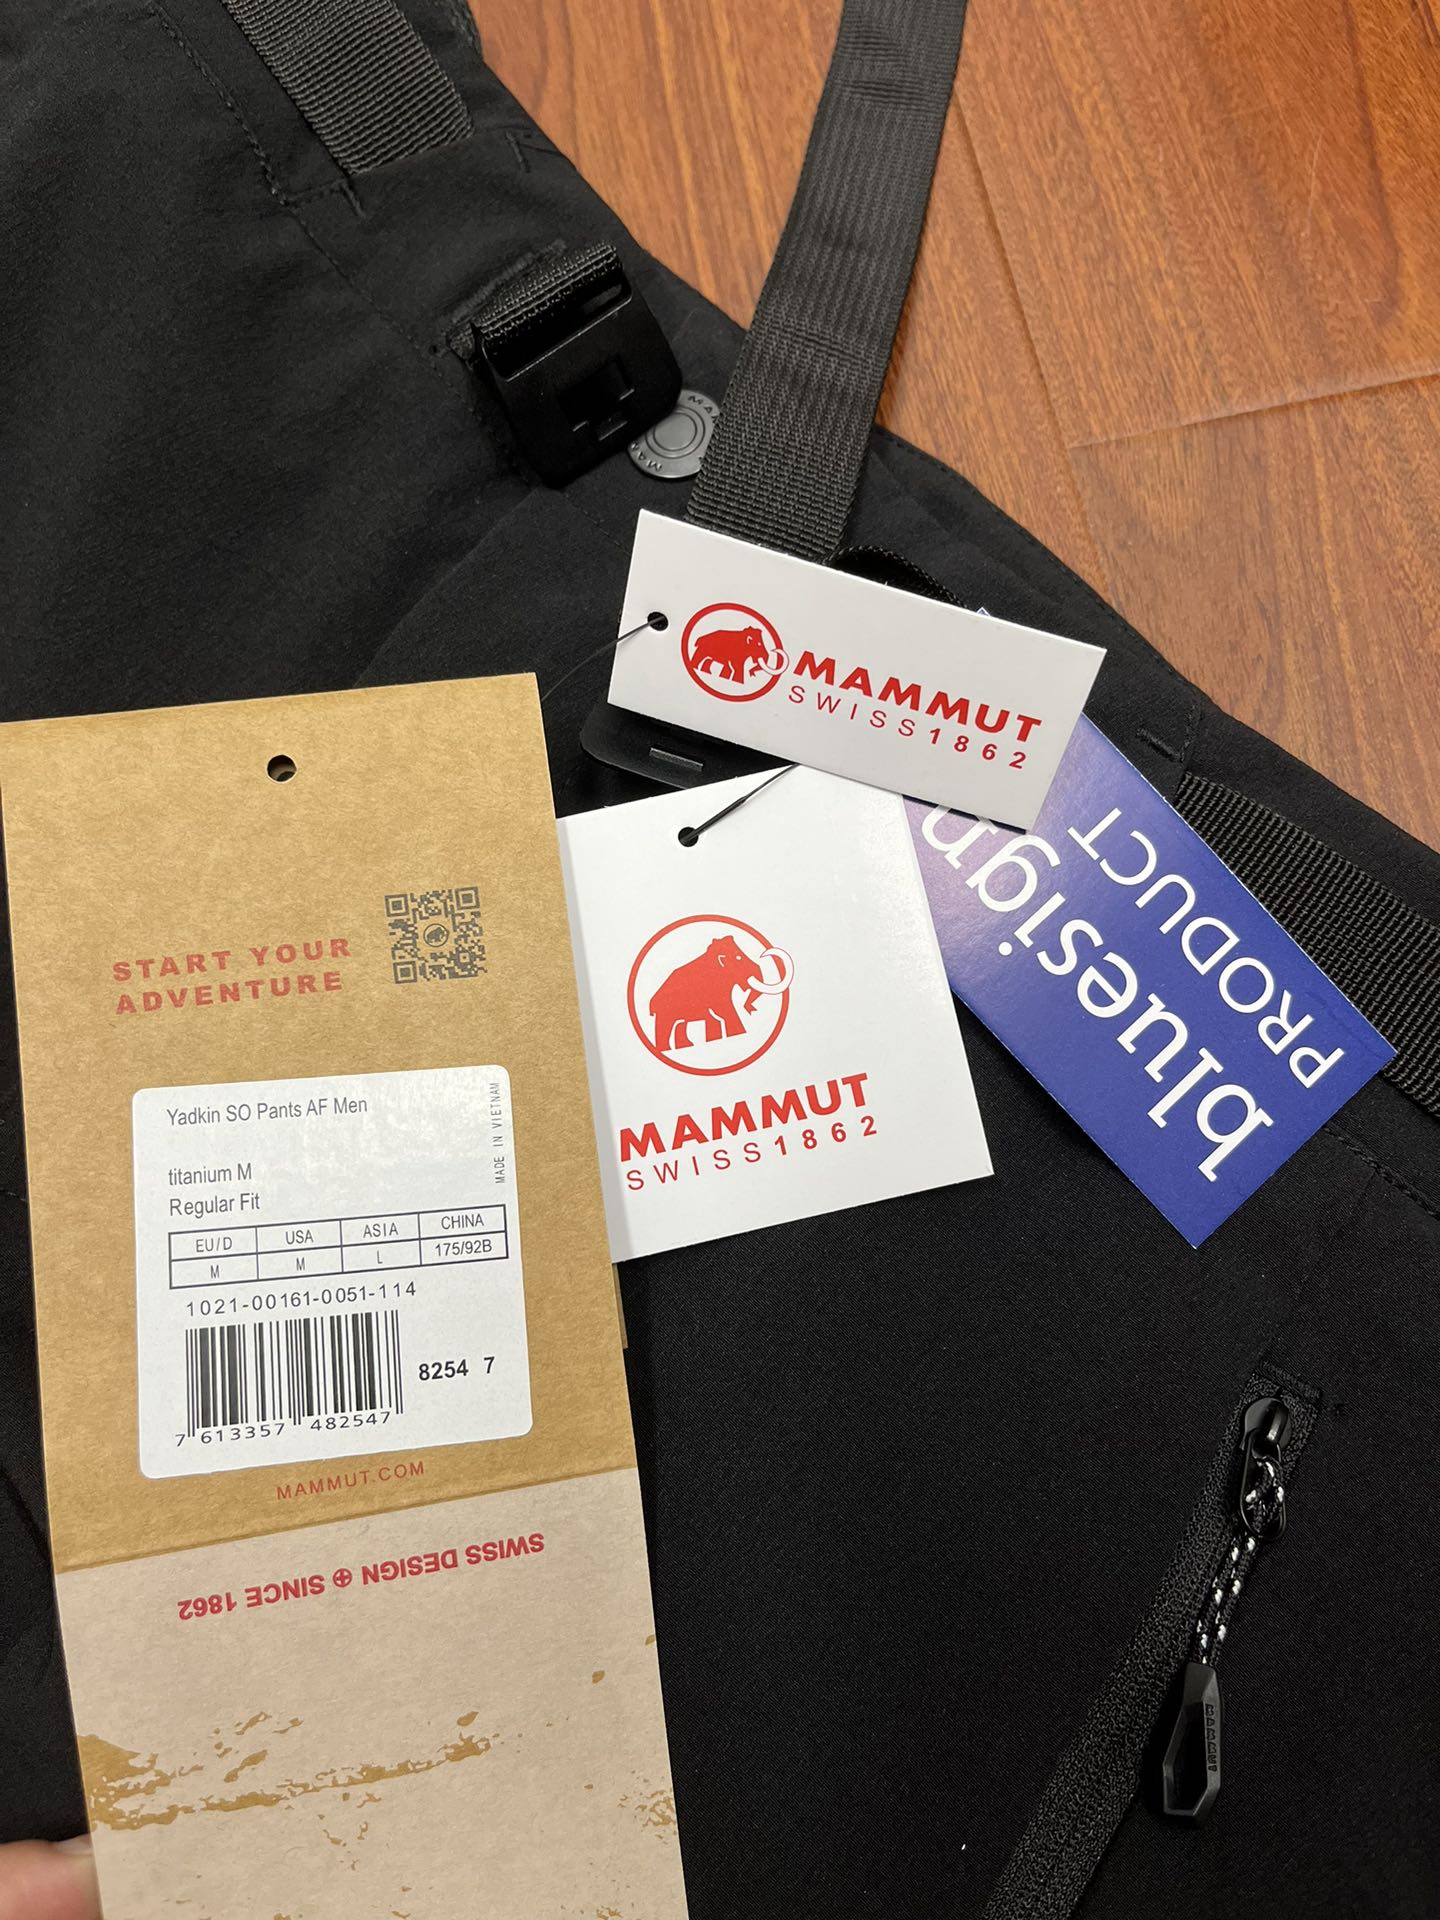 MAMMUT
SWISS1862
bluesign
PRODUCT
MAMMUT
SWISS1862
START YOUR
ADVENTURE
Yadkin SO Pants AF Men
MADE IN VIETNAM
titanium M
Regular Fit
EU/D USA ASIA CHINA
M M L 175/92B
1021-00161-0051-114
8254 7
7 613357 482547
MAMMUT.COM
SWISS DESIGN SINCE 1862